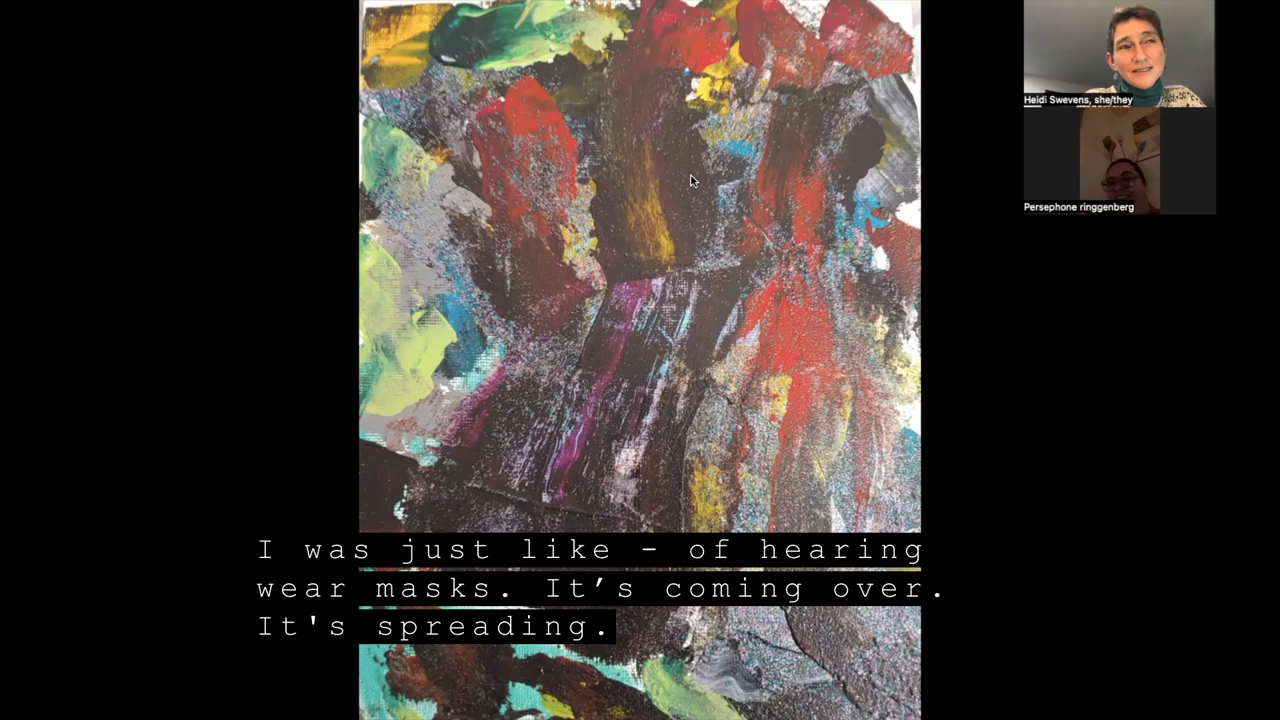 Heidi Swevens, she/they
Persephone ringgenberg
I was just like - of hearing
wear masks. It’s coming over.
It's spreading.